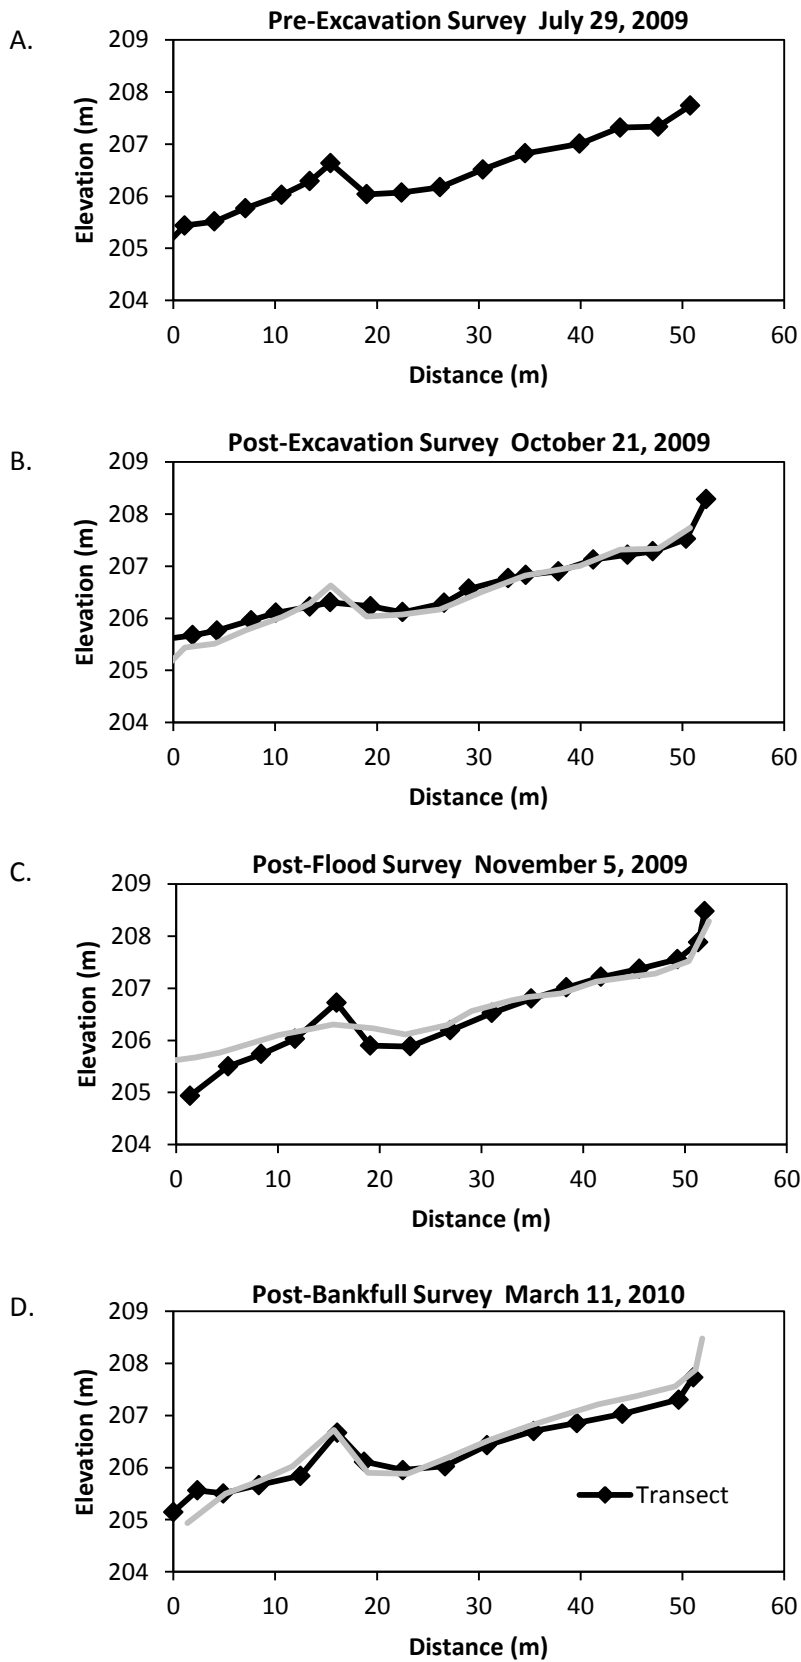 A.
Pre-Excavation Survey July 29, 2009
209
208
207
206
205
204
Elevation (m)
0 10 20 30 40 50 60
Distance (m)
B.
Post-Excavation Survey October 21, 2009
209
208
207
206
205
204
Elevation (m)
0 10 20 30 40 50 60
Distance (m)
C.
Post-Flood Survey November 5, 2009
209
208
207
206
205
204
Elevation (m)
0 10 20 30 40 50 60
Distance (m)
D.
Post-Bankfull Survey March 11, 2010
209
208
207
206
205
204
Elevation (m)
Transect
0 10 20 30 40 50 60
Distance (m)